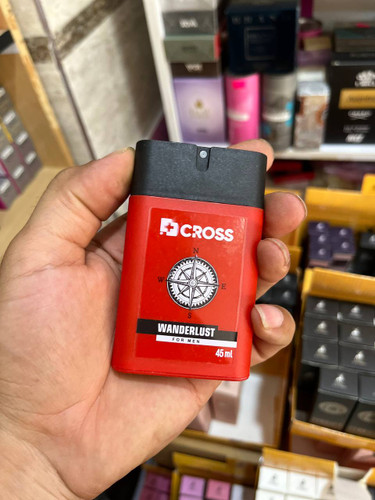 CROSS
N
W E
S
WANDERLUST
FOR MEN
45 ml